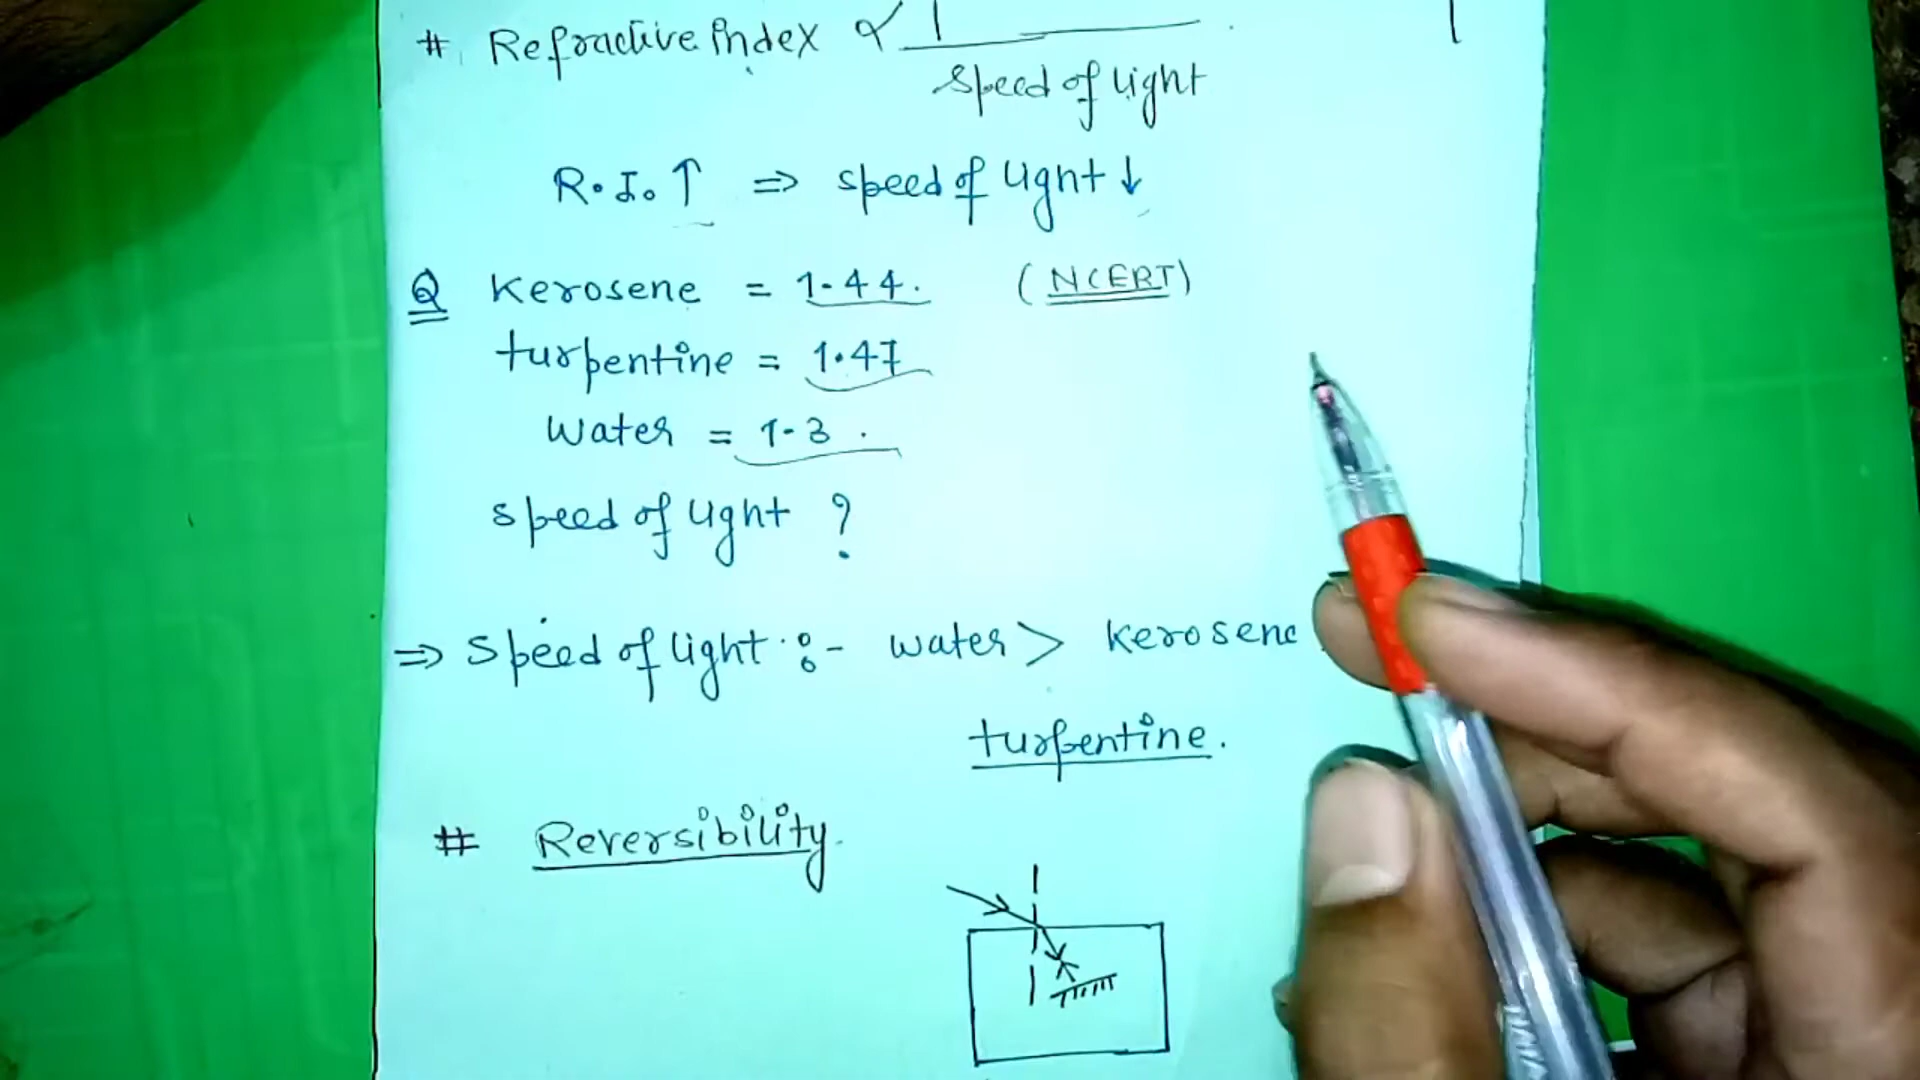 # Refractive index ∝ 1
speed of light
R.I. ↑ ⇒ speed of light ↓
Q Kerosene = 1.44. (NCERT)
turpentine = 1.47
water = 1.3.
speed of light ?
⇒ speed of light :- water > kerosene
turpentine.
# Reversibility.